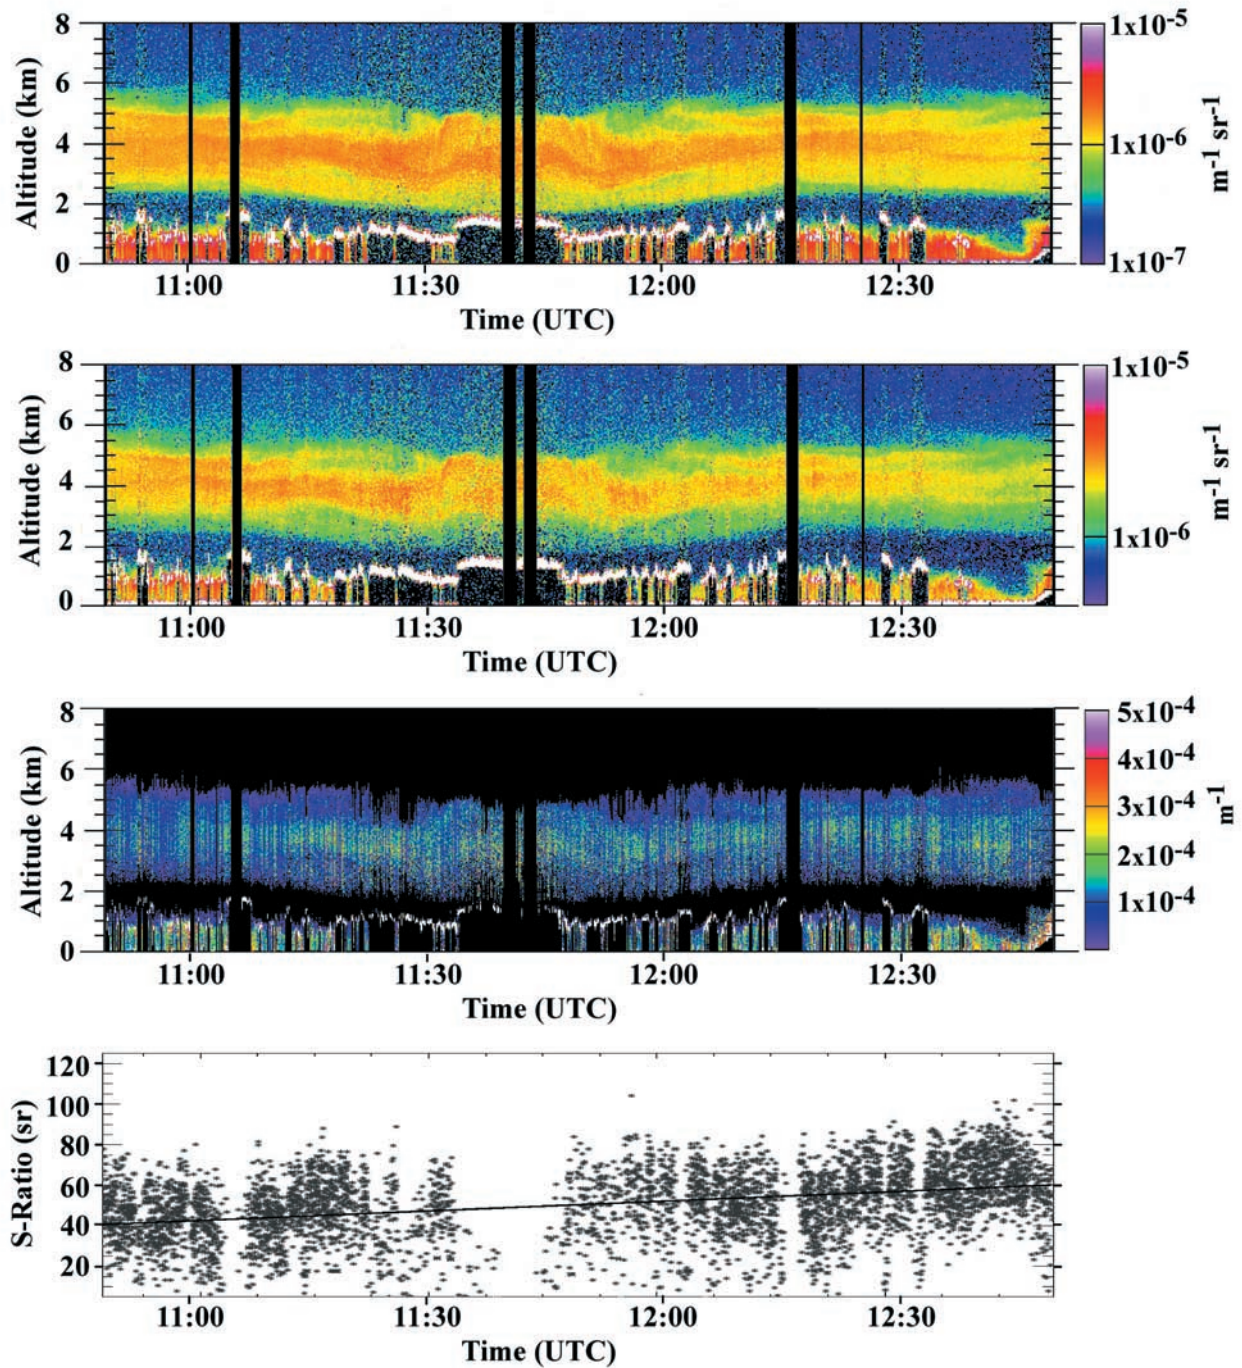 8
6
4
2
0
Altitude (km)
11:00 11:30 12:00 12:30
Time (UTC)
1x10⁻⁵
1x10⁻⁶
1x10⁻⁷
m⁻¹ sr⁻¹
8
6
4
2
0
Altitude (km)
11:00 11:30 12:00 12:30
Time (UTC)
1x10⁻⁵
1x10⁻⁶
m⁻¹ sr⁻¹
8
6
4
2
0
Altitude (km)
11:00 11:30 12:00 12:30
Time (UTC)
5x10⁻⁴
4x10⁻⁴
3x10⁻⁴
2x10⁻⁴
1x10⁻⁴
m⁻¹
120
100
80
60
40
20
S-Ratio (sr)
11:00 11:30 12:00 12:30
Time (UTC)